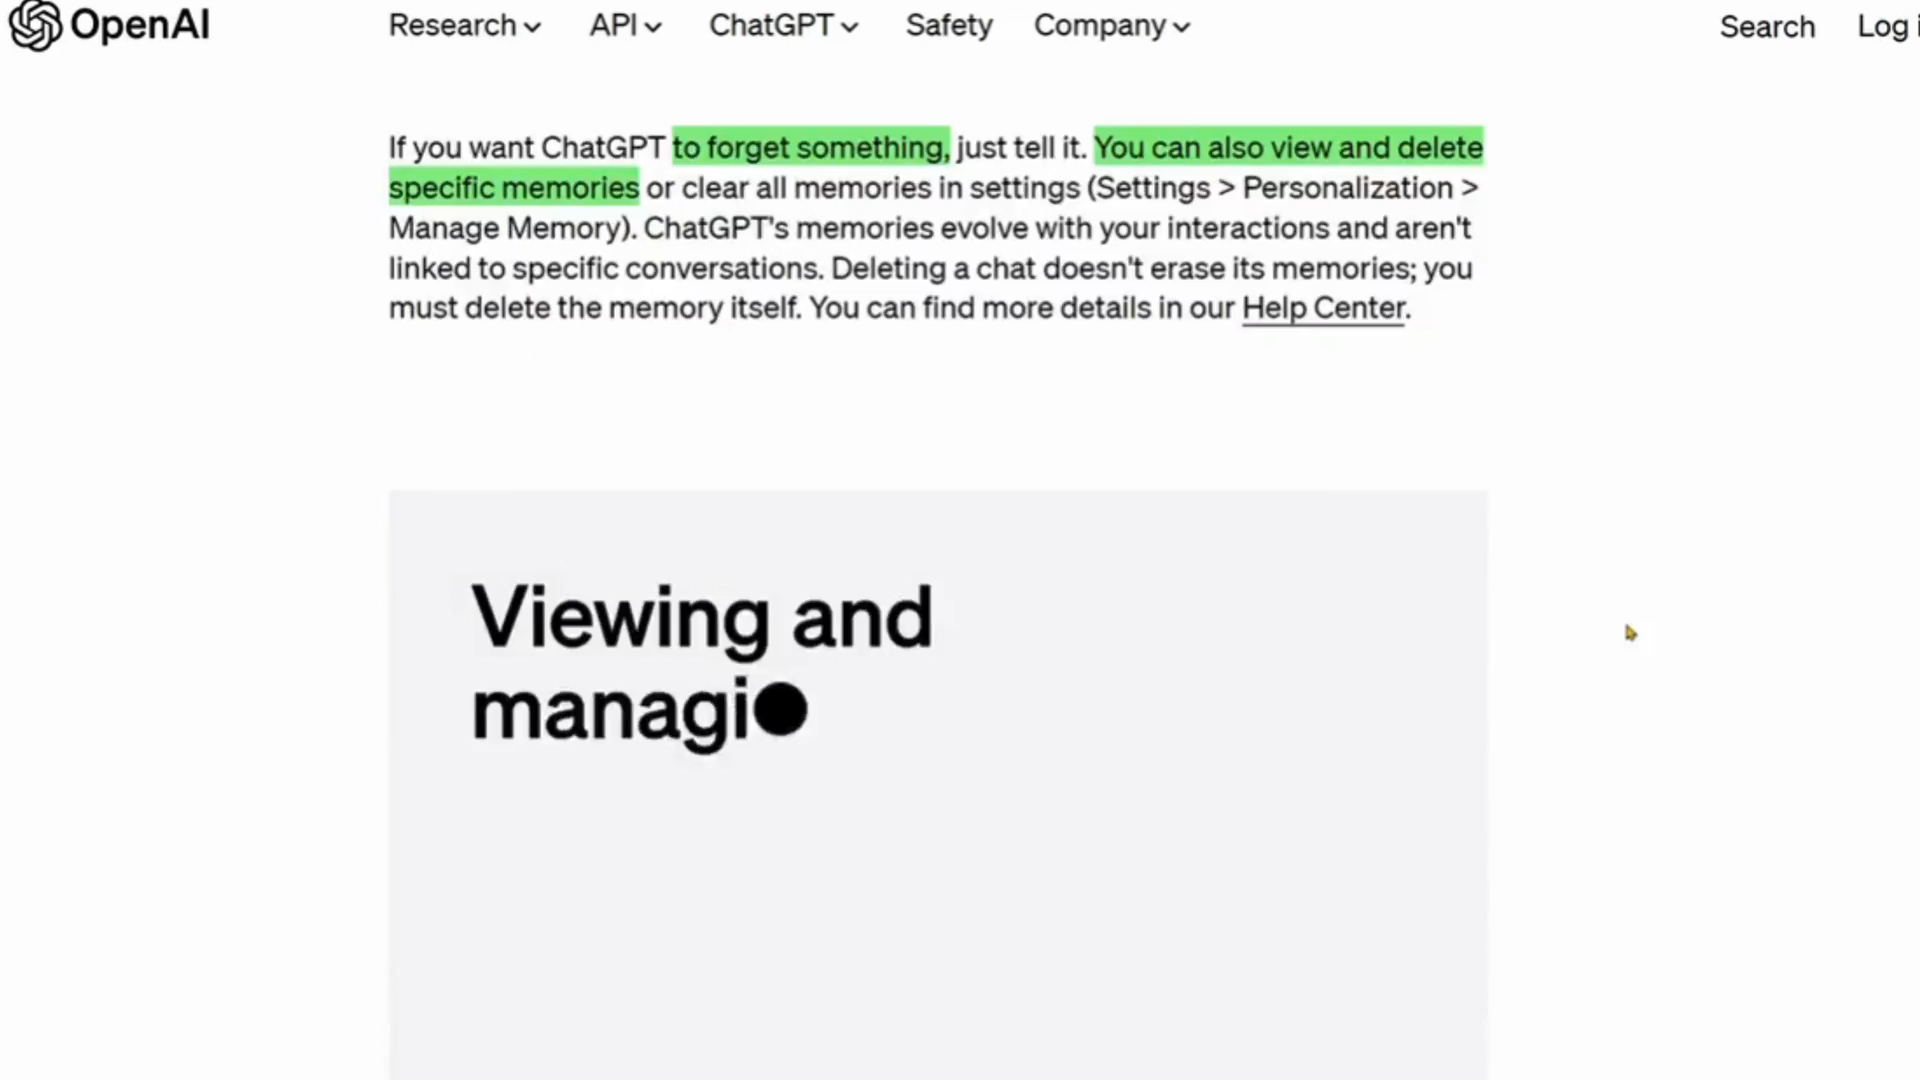 OpenAI Research API ChatGPT Safety Company Search Log i
If you want ChatGPT to forget something, just tell it. You can also view and delete
specific memories or clear all memories in settings (Settings > Personalization >
Manage Memory). ChatGPT's memories evolve with your interactions and aren't
linked to specific conversations. Deleting a chat doesn't erase its memories; you
must delete the memory itself. You can find more details in our Help Center.
Viewing and
managi